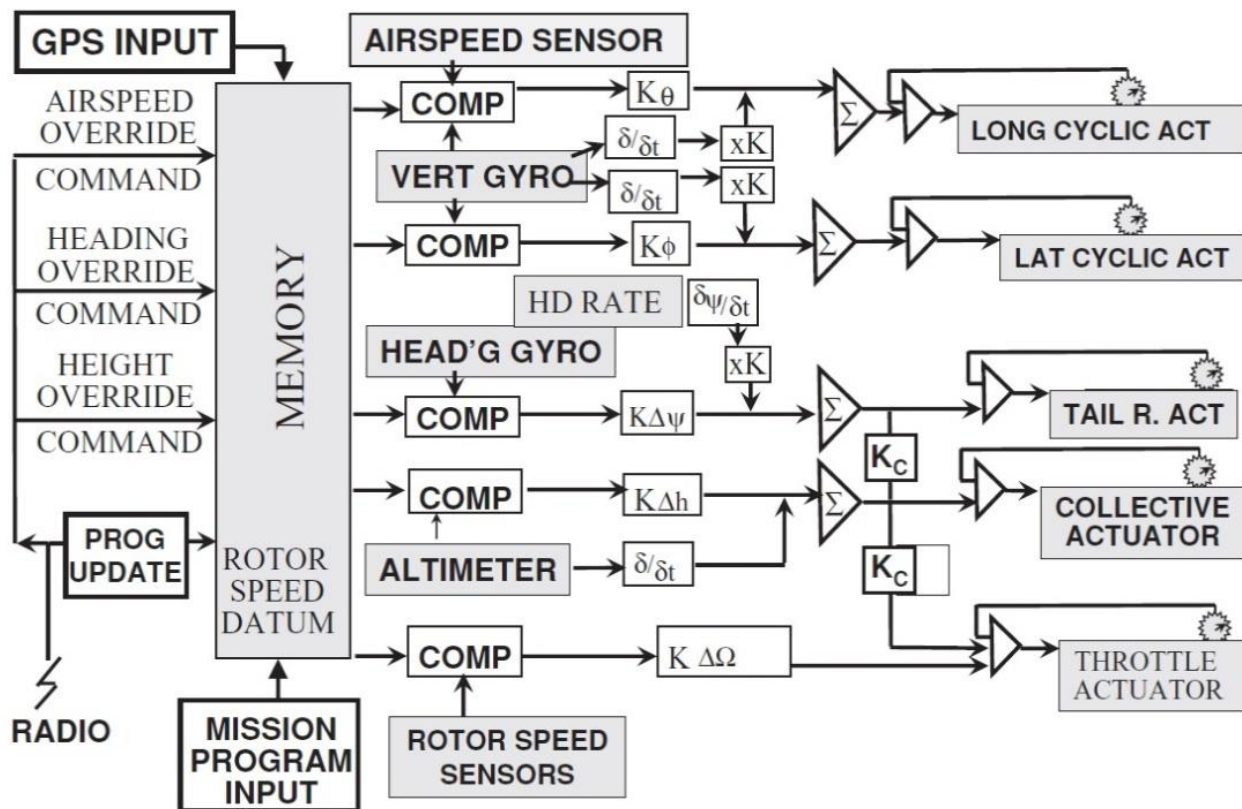 GPS INPUT
AIRSPEED SENSOR
AIRSPEED
OVERRIDE
COMMAND
HEADING
OVERRIDE
COMMAND
HEIGHT
OVERRIDE
COMMAND
PROG
UPDATE
RADIO
MEMORY
ROTOR
SPEED
DATUM
MISSION
PROGRAM
INPUT
COMP
Kθ
Σ
LONG CYCLIC ACT
VERT GYRO
δ/δt
xK
δ/δt
xK
COMP
Kϕ
Σ
LAT CYCLIC ACT
HD RATE
δψ/δt
HEAD'G GYRO
xK
COMP
KΔψ
Σ
TAIL R. ACT
KC
COMP
KΔh
Σ
COLLECTIVE
ACTUATOR
ALTIMETER
δ/δt
KC
COMP
K ΔΩ
THROTTLE
ACTUATOR
ROTOR SPEED
SENSORS